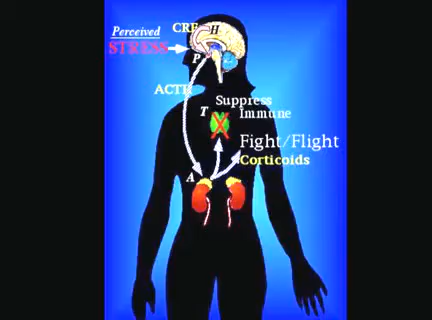 Perceived
CRF
H
STRESS
P
ACTH
Suppress
T
Immune
Fight/Flight
Corticoids
A